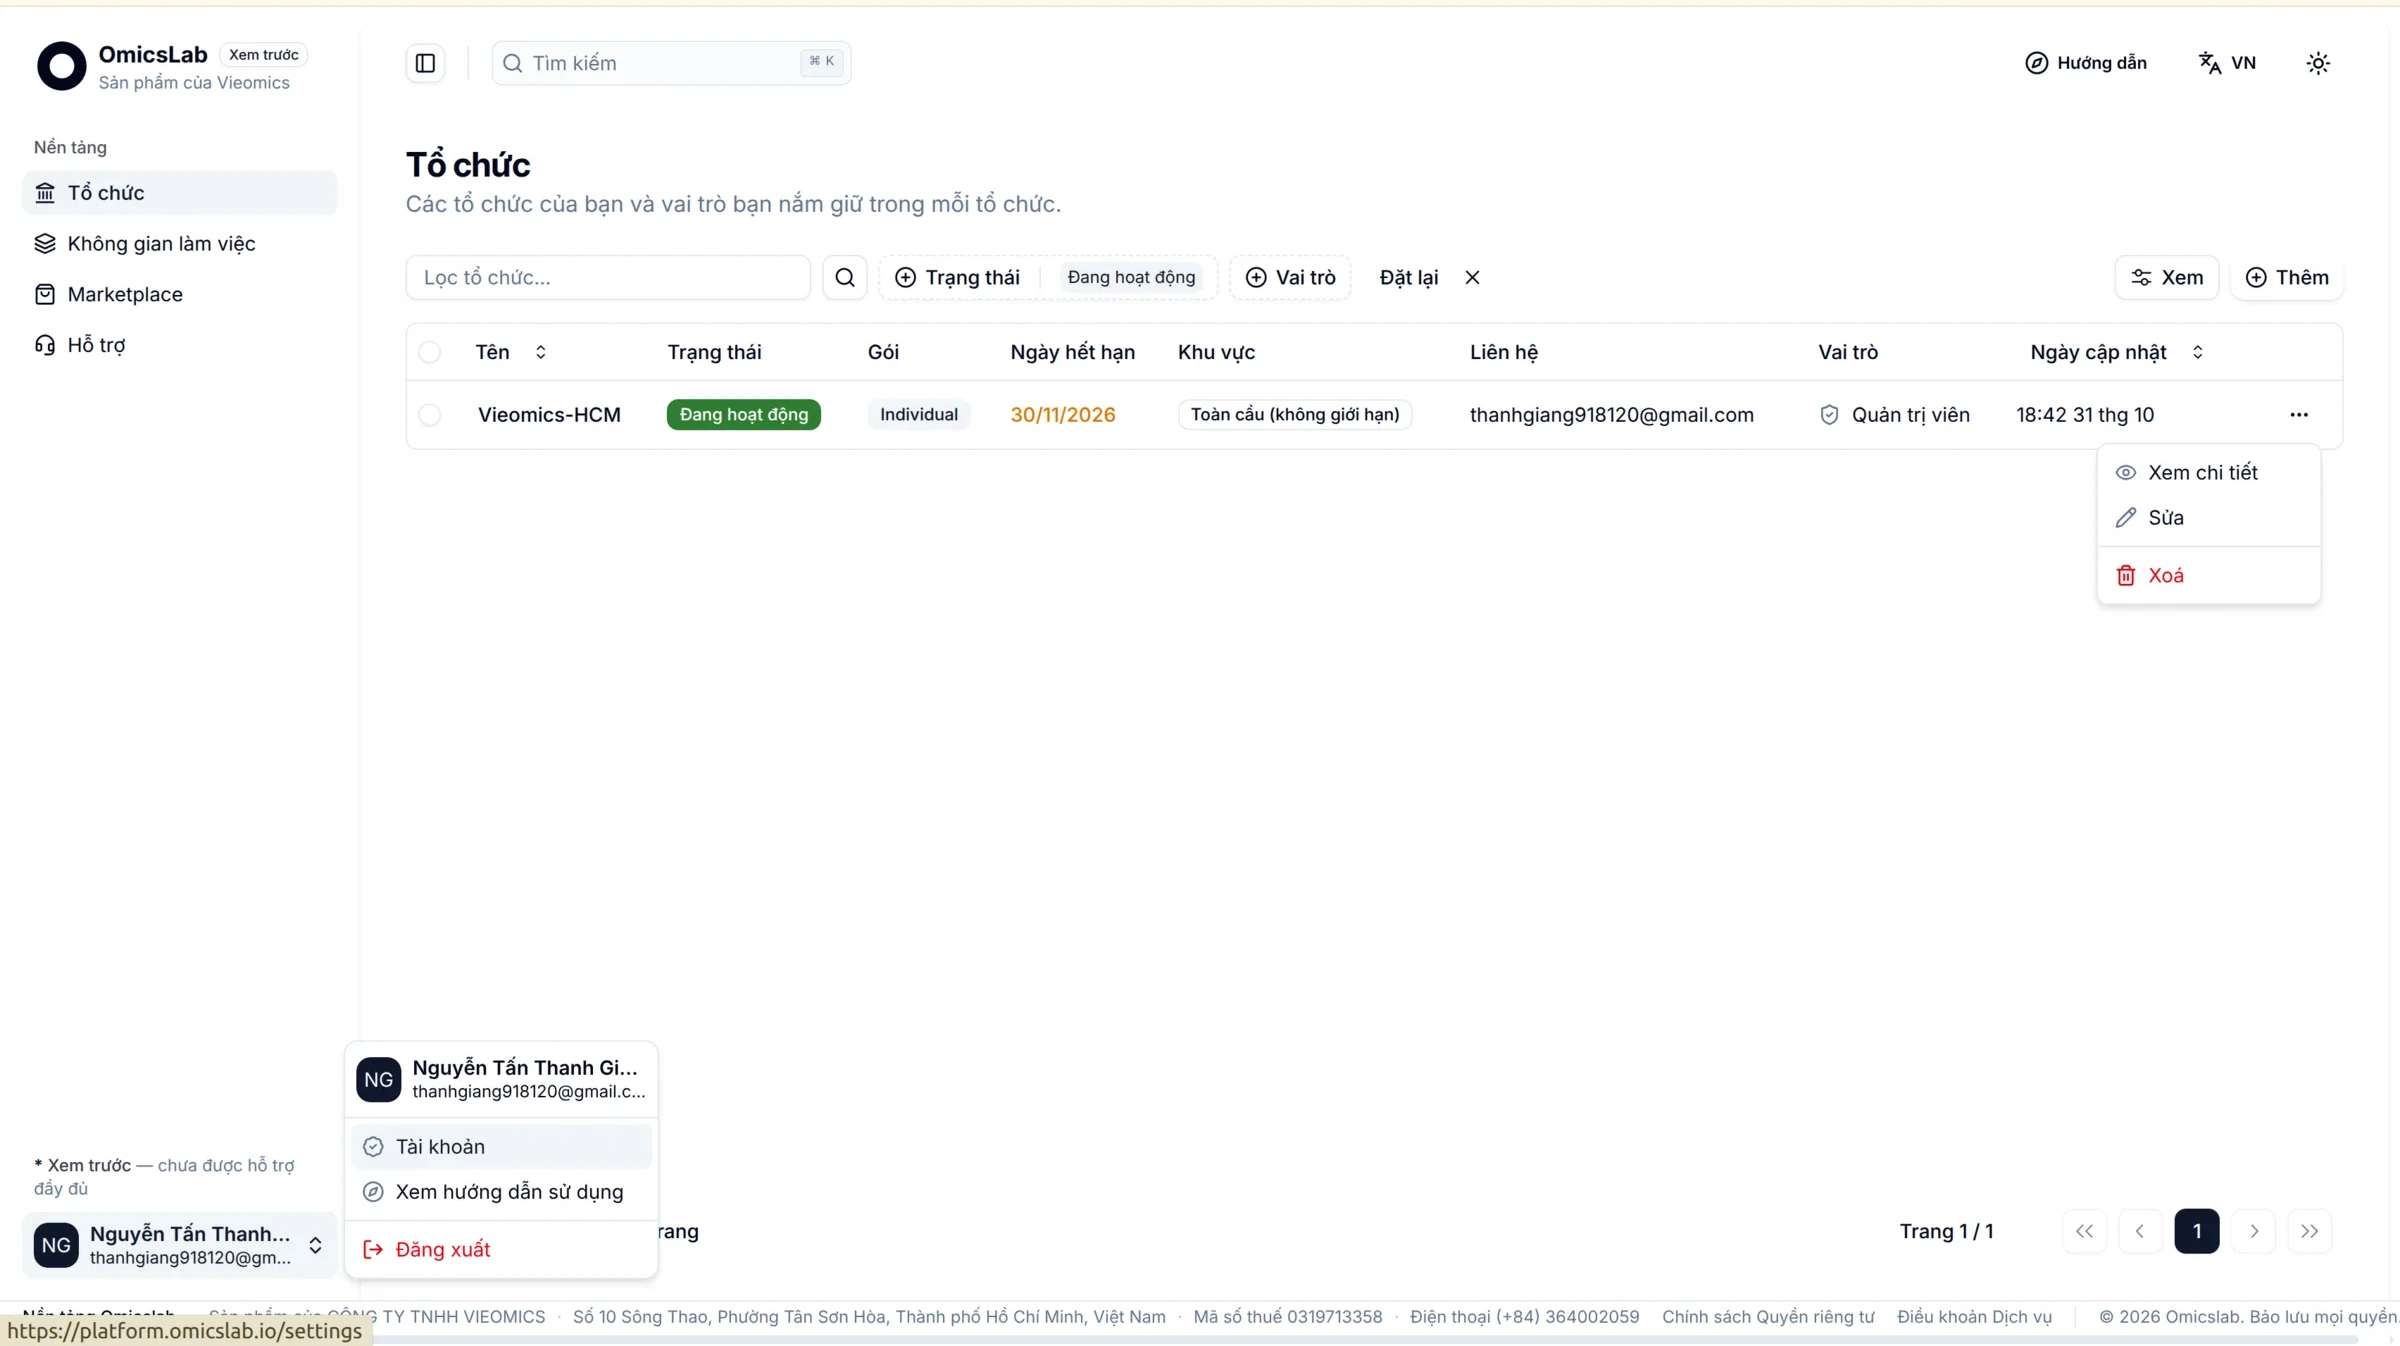 OmicsLab Xem trước
Sản phẩm của Vieomics
Tìm kiếm ⌘ K
Hướng dẫn
VN
Nền tảng
Tổ chức
Không gian làm việc
Marketplace
Hỗ trợ
Tổ chức
Các tổ chức của bạn và vai trò bạn nắm giữ trong mỗi tổ chức.
Lọc tổ chức... Trạng thái Đang hoạt động Vai trò Đặt lại Xem Thêm
Tên Trạng thái Gói Ngày hết hạn Khu vực Liên hệ Vai trò Ngày cập nhật
Vieomics-HCM Đang hoạt động Individual 30/11/2026 Toàn cầu (không giới hạn) thanhgiang918120@gmail.com Quản trị viên 18:42 31 thg 10
Xem chi tiết
Sửa
Xoá
Nguyễn Tấn Thanh Gi...
thanhgiang918120@gmail.c...
Tài khoản
Xem hướng dẫn sử dụng
Đăng xuất
* Xem trước — chưa được hỗ trợ
đầy đủ
NG Nguyễn Tấn Thanh...
thanhgiang918120@gm...
NG
rang
Trang 1 / 1
1
CÔNG TY TNHH VIEOMICS · Số 10 Sông Thao, Phường Tân Sơn Hòa, Thành phố Hồ Chí Minh, Việt Nam · Mã số thuế 0319713358 · Điện thoại (+84) 364002059 Chính sách Quyền riêng tư Điều khoản Dịch vụ © 2026 Omicslab. Bảo lưu mọi quyền.
https://platform.omicslab.io/settings